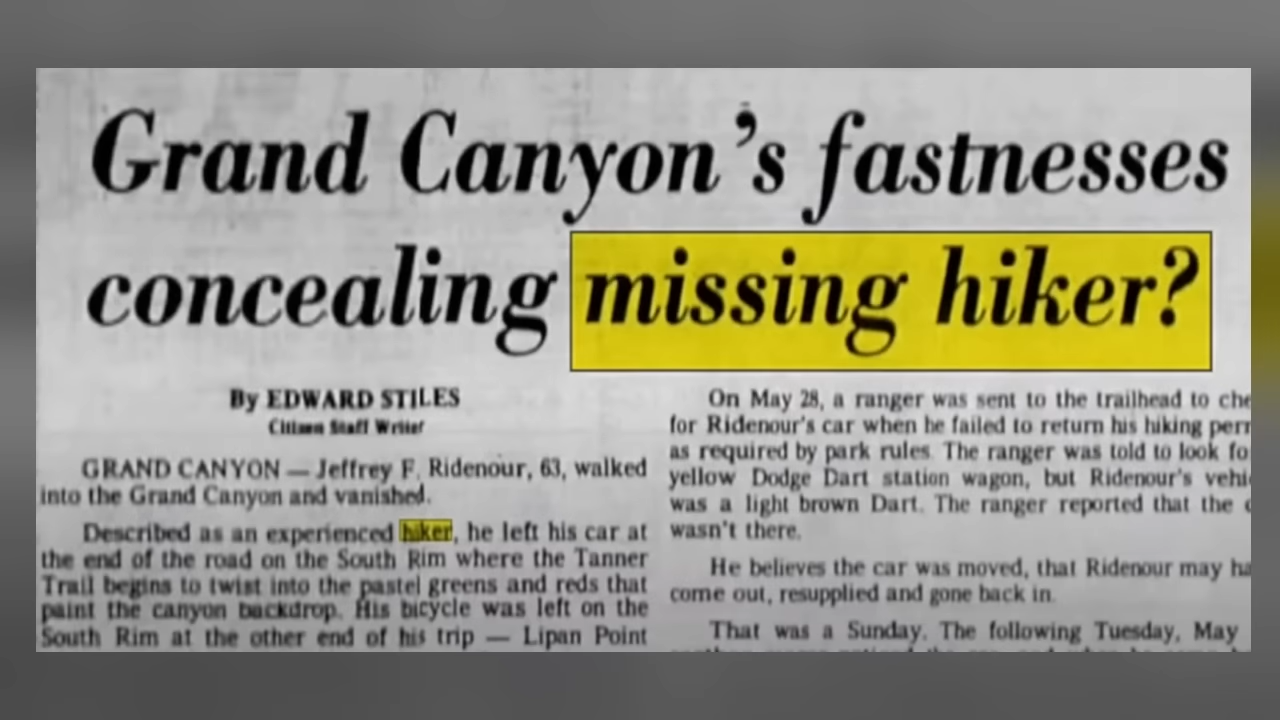 Grand Canyon's fastnesses
concealing missing hiker?
By EDWARD STILES
Citizen Staff Writer
GRAND CANYON — Jeffrey F. Ridenour, 63, walked
into the Grand Canyon and vanished.
Described as an experienced hiker, he left his car at
the end of the road on the South Rim where the Tanner
Trail begins to twist into the pastel greens and reds that
paint the canyon backdrop. His bicycle was left on the
South Rim at the other end of his trip — Lipan Point
On May 28, a ranger was sent to the trailhead to
for Ridenour's car when he failed to return his hiking
as required by park rules. The ranger was told to look
yellow Dodge Dart station wagon, but Ridenour's
was a light brown Dart. The ranger reported that the
wasn't there.
He believes the car was moved, that Ridenour may
come out, resupplied and gone back in.
That was a Sunday. The following Tuesday, May